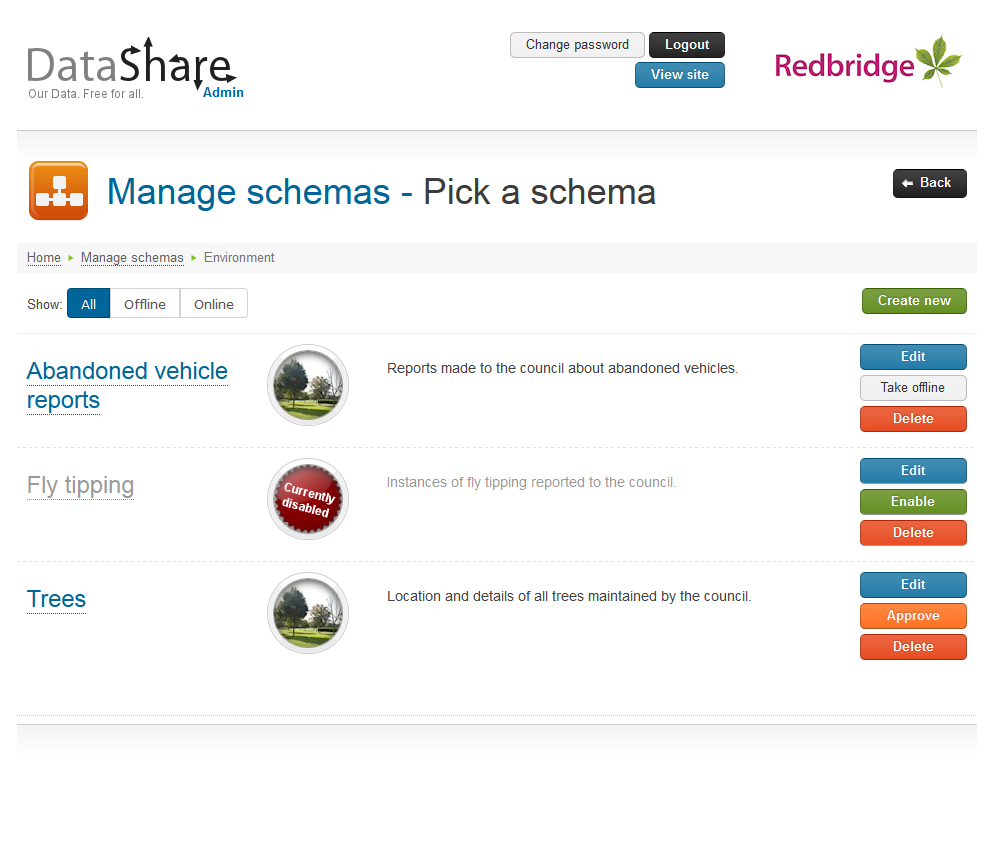 DataShare
Our Data. Free for all.
Admin
Change password
Logout
View site
Redbridge
Manage schemas - Pick a schema
Back
Home
Manage schemas
Environment
Show:
All
Offline
Online
Create new
Abandoned vehicle
reports
Reports made to the council about abandoned vehicles.
Edit
Take offline
Delete
Fly tipping
Currently
disabled
Instances of fly tipping reported to the council.
Edit
Enable
Delete
Trees
Location and details of all trees maintained by the council.
Edit
Approve
Delete